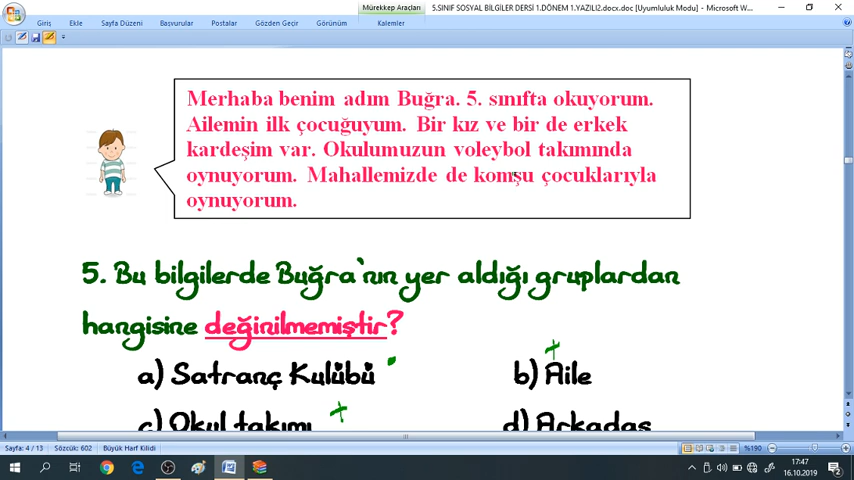 Mürekkep Araçları
5.SINIF SOSYAL BİLGİLER DERSİ 1.DÖNEM 1.YAZILI2.docx.doc [Uyumluluk Modu] - Microsoft W...
Giriş Ekle Sayfa Düzeni Başvurular Postalar Gözden Geçir Görünüm Kalemler
Merhaba benim adım Buğra. 5. sınıfta okuyorum.
Ailemin ilk çocuğuyum. Bir kız ve bir de erkek
kardeşim var. Okulumuzun voleybol takımında
oynuyorum. Mahallemizde de komşu çocuklarıyla
oynuyorum.
5. Bu bilgilerde Buğra'nın yer aldığı gruplardan
hangisine değinilmemiştir?
a) Satranç Kulübü b) Aile
c) Okul takımı d) Arkadaş
Sayfa: 4 / 13 Sözcük: 602 Büyük Harf Kilidi %190
17:47
16.10.2019
2